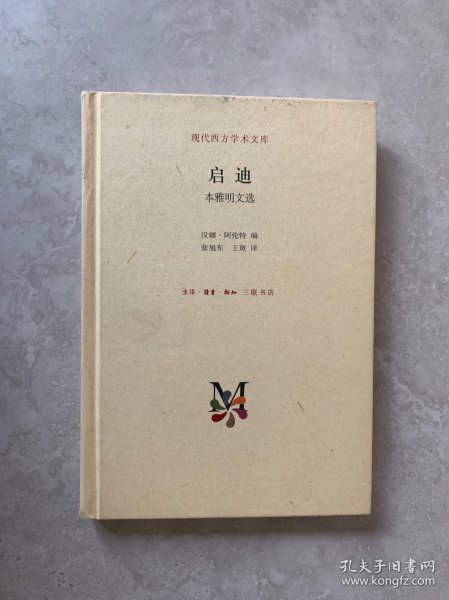 现代西方学术文库
启迪
本雅明文选
汉娜·阿伦特 编
张旭东 王斑 译
生活·读书·新知 三联书店
M
孔夫子旧书网
www.kongfz.com